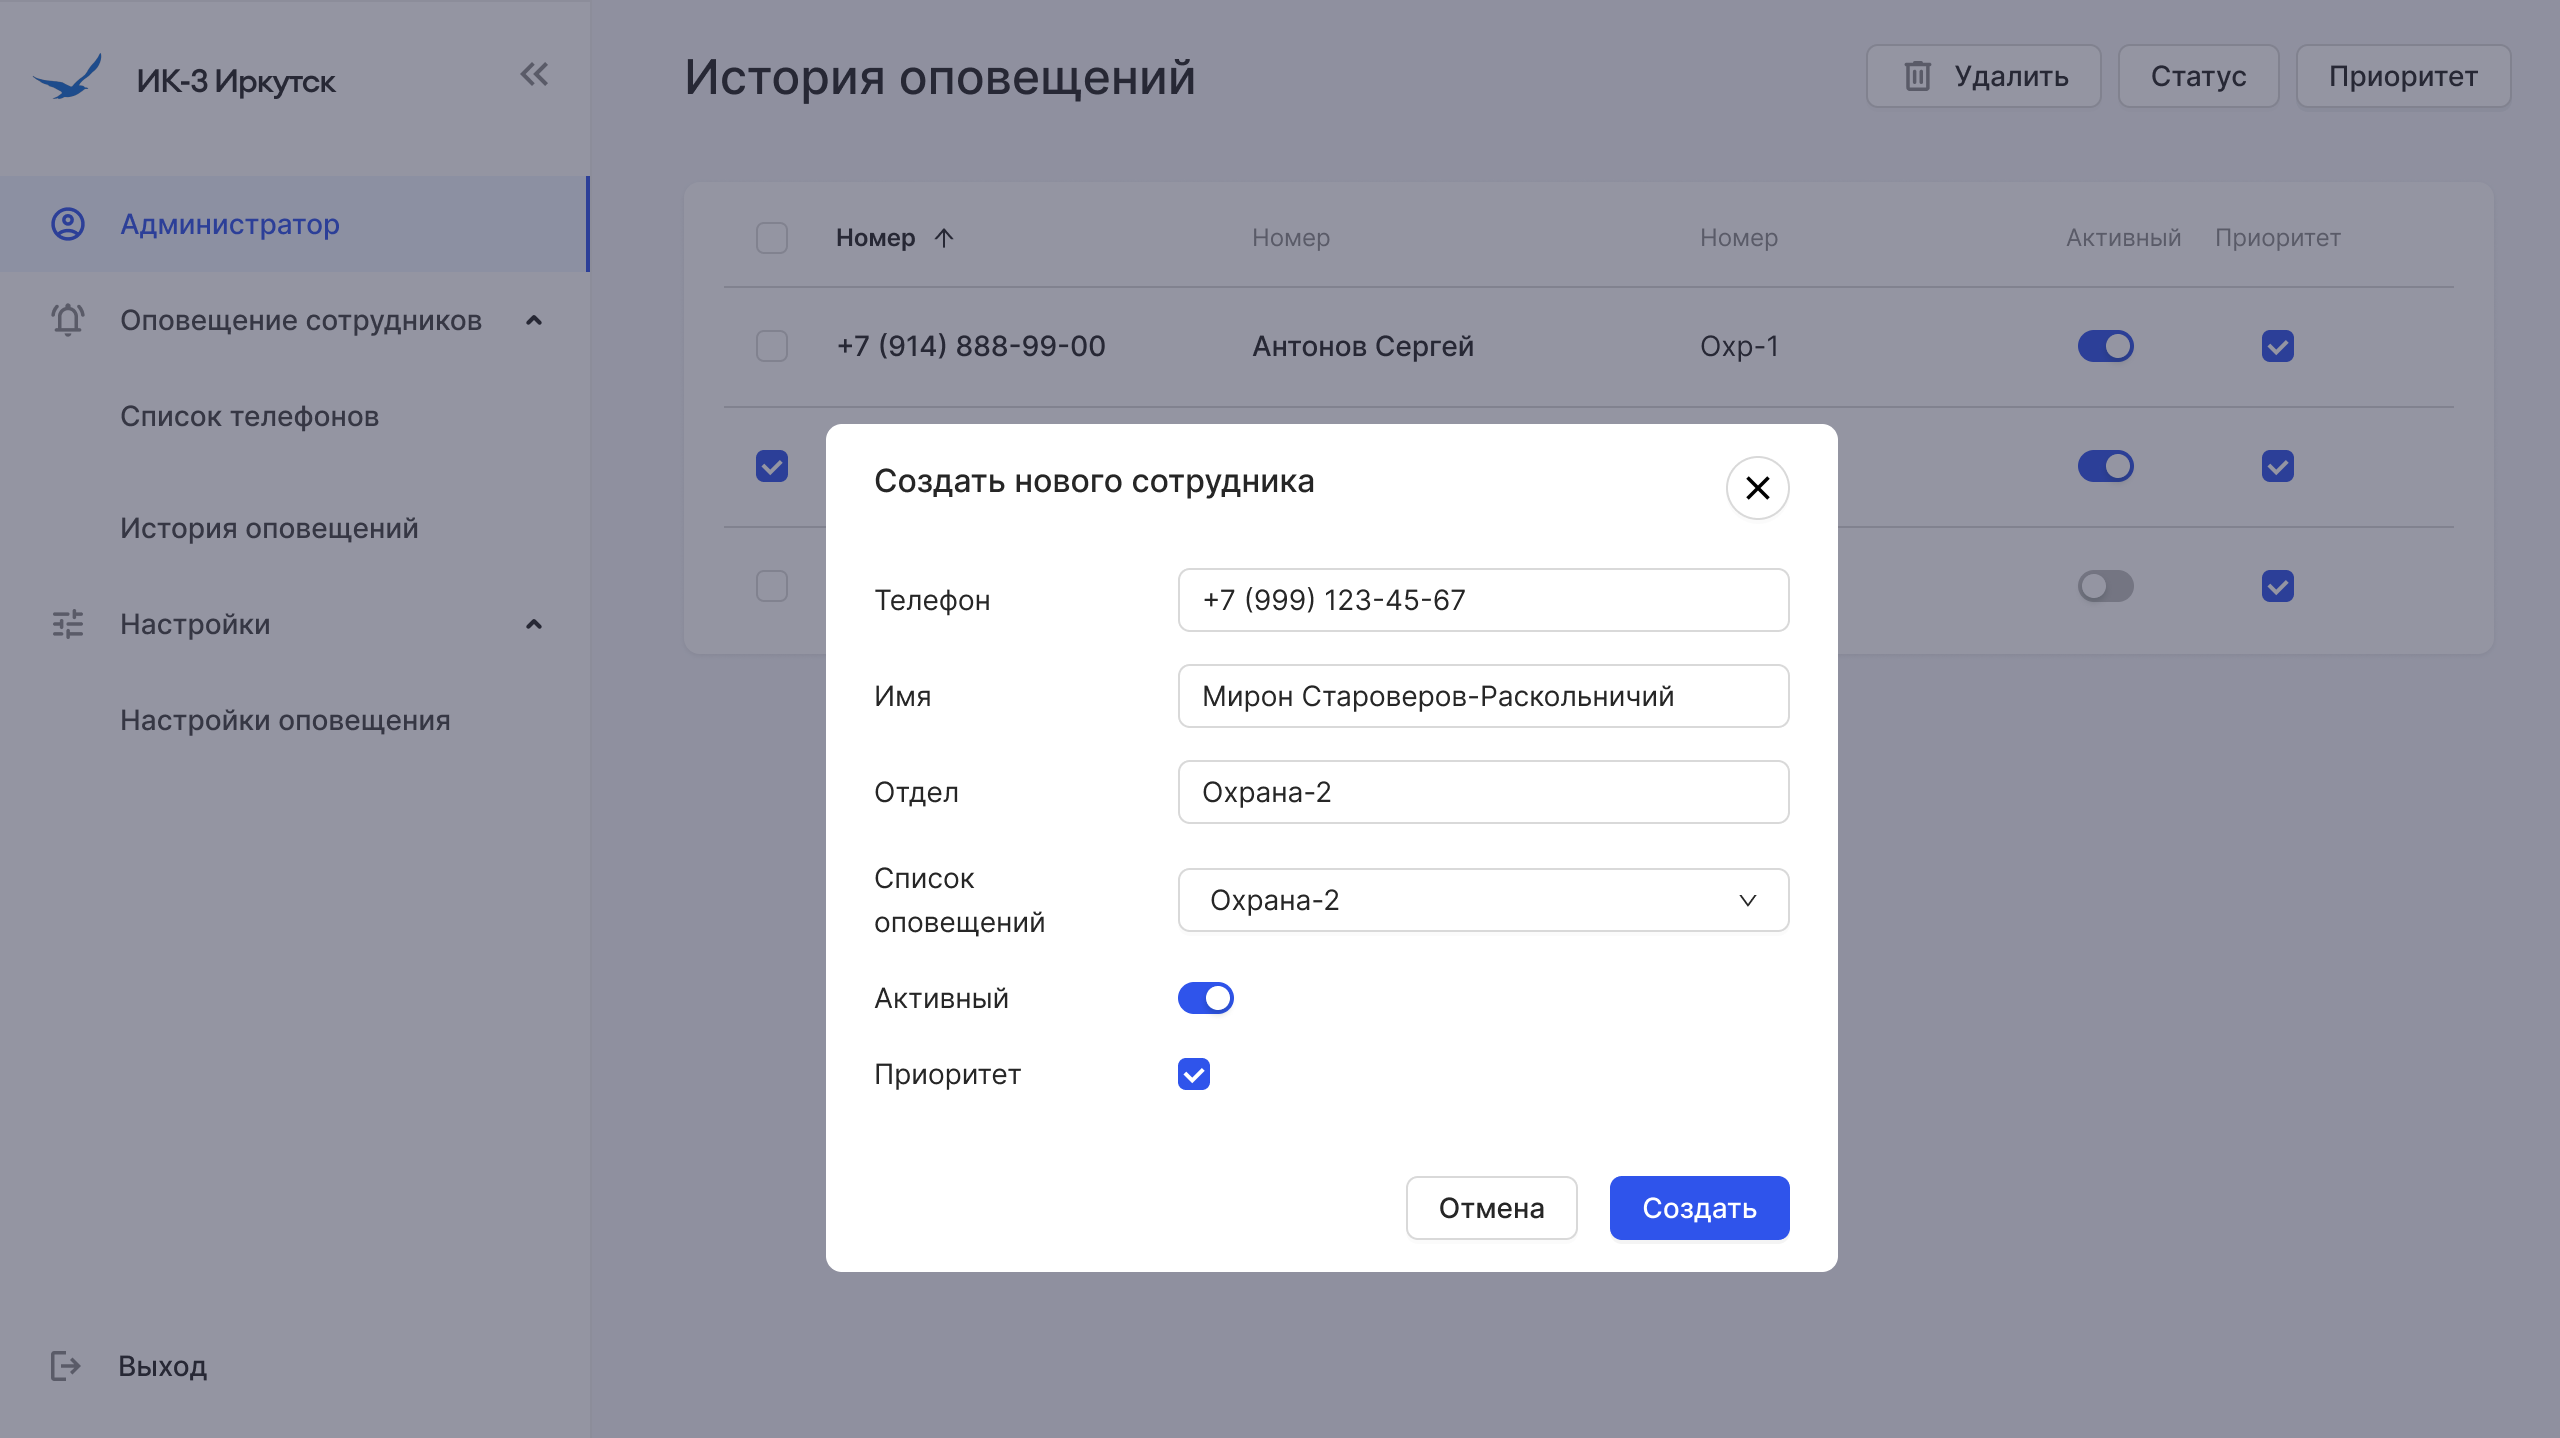 ИК-3 Иркутск
Администратор
Оповещение сотрудников
Список телефонов
История оповещений
Настройки
Настройки оповещения
Выход
История оповещений
Удалить
Статус
Приоритет
Номер
Номер
Номер
Активный
Приоритет
+7 (914) 888-99-00
Антонов Сергей
Охр-1
Создать нового сотрудника
Телефон
+7 (999) 123-45-67
Имя
Мирон Староверов-Раскольничий
Отдел
Охрана-2
Список
оповещений
Охрана-2
Активный
Приоритет
Отмена
Создать